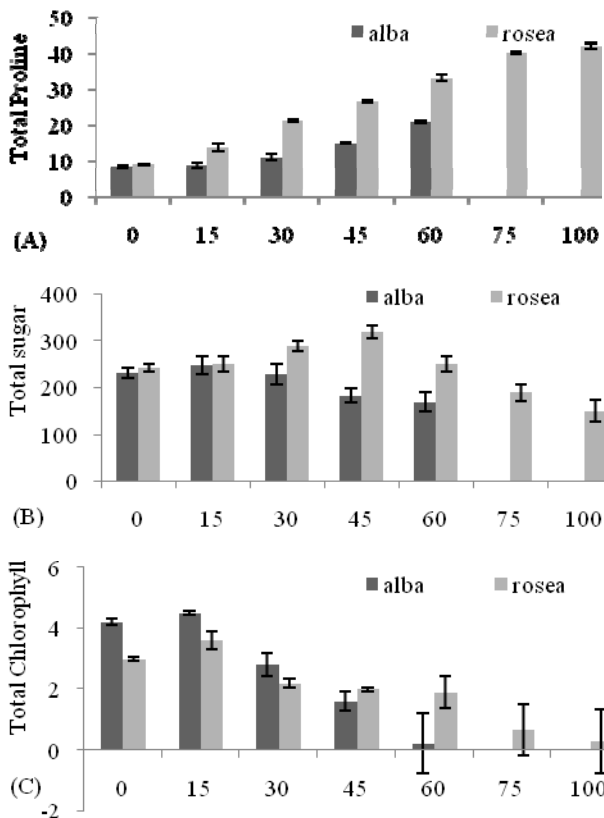 50
40
30
20
10
0
Total Proline
alba rosea
0 15 30 45 60 75 100
(A)
400
300
200
100
0
Total sugar
alba rosea
0 15 30 45 60 75 100
(B)
6
4
2
0
-2
Total Chlorophyll
alba rosea
0 15 30 45 60 75 100
(C)